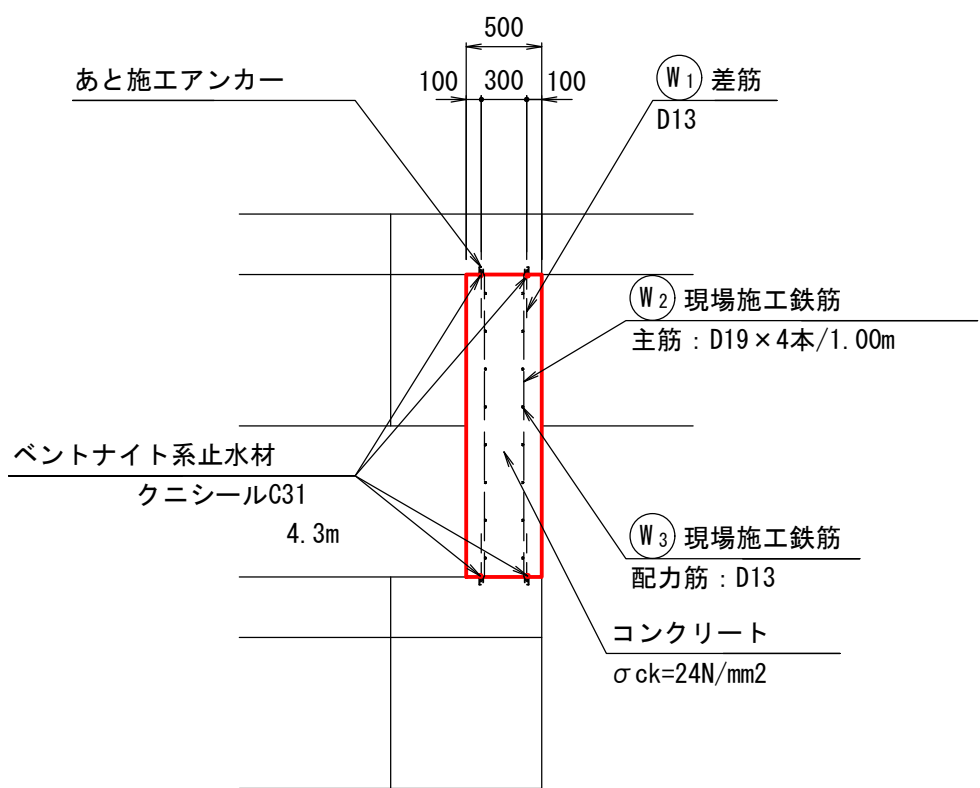 500
100 300 100
あと施工アンカー
W1 差筋
D13
W2 現場施工鉄筋
主筋：D19×4本/1.00m
ベントナイト系止水材
クニシールC31
4.3m
W3 現場施工鉄筋
配力筋：D13
コンクリート
σck=24N/mm2